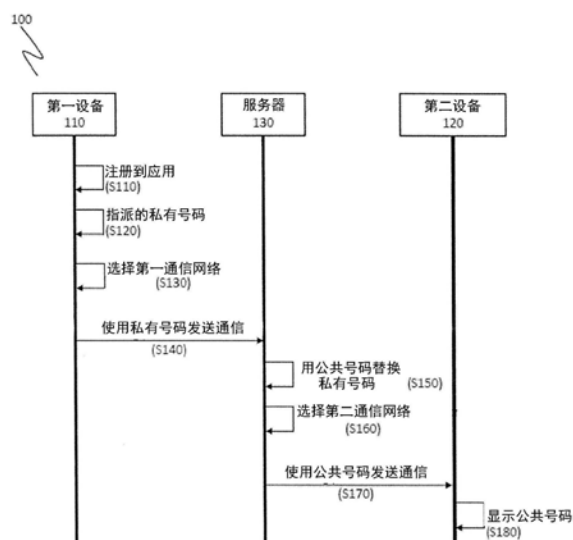 100
第一设备
110
服务器
130
第二设备
120
注册到应用
(S110)
指派的私有号码
(S120)
选择第一通信网络
(S130)
使用私有号码发送通信
(S140)
用公共号码替换
私有号码 (S150)
选择第二通信网络
(S160)
使用公共号码发送通信
(S170)
显示公共号码
(S180)